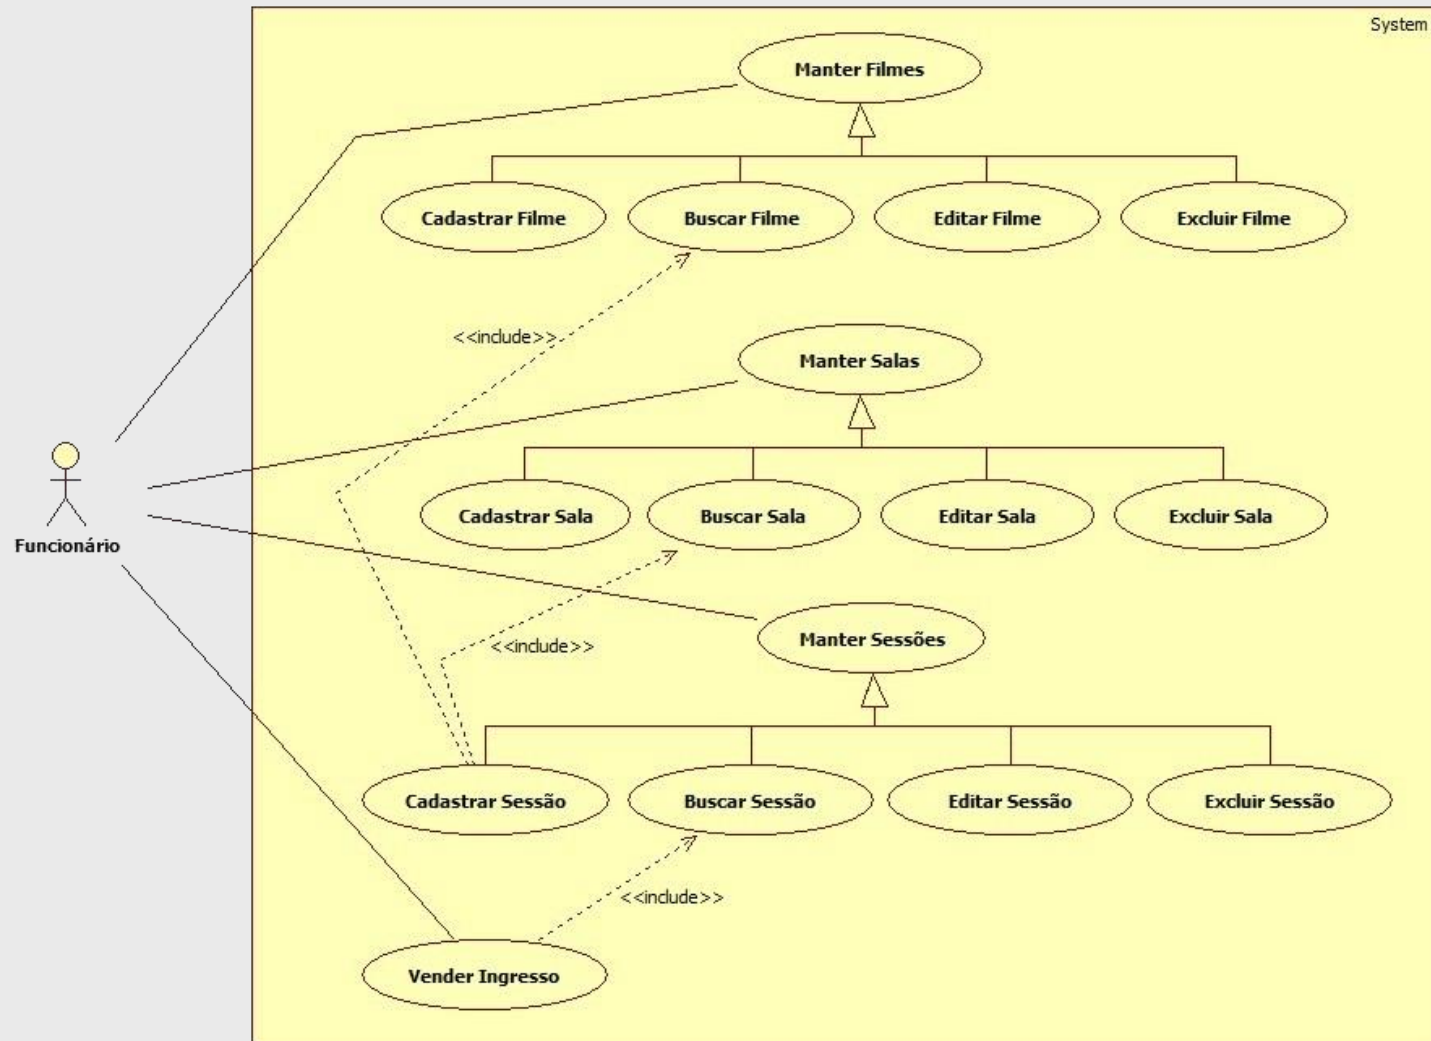 System
Manter Filmes
Cadastrar Filme
Buscar Filme
Editar Filme
Excluir Filme
<<include>>
Manter Salas
Cadastrar Sala
Buscar Sala
Editar Sala
Excluir Sala
Funcionário
<<include>>
Manter Sessões
Cadastrar Sessão
Buscar Sessão
Editar Sessão
Excluir Sessão
<<include>>
Vender Ingresso